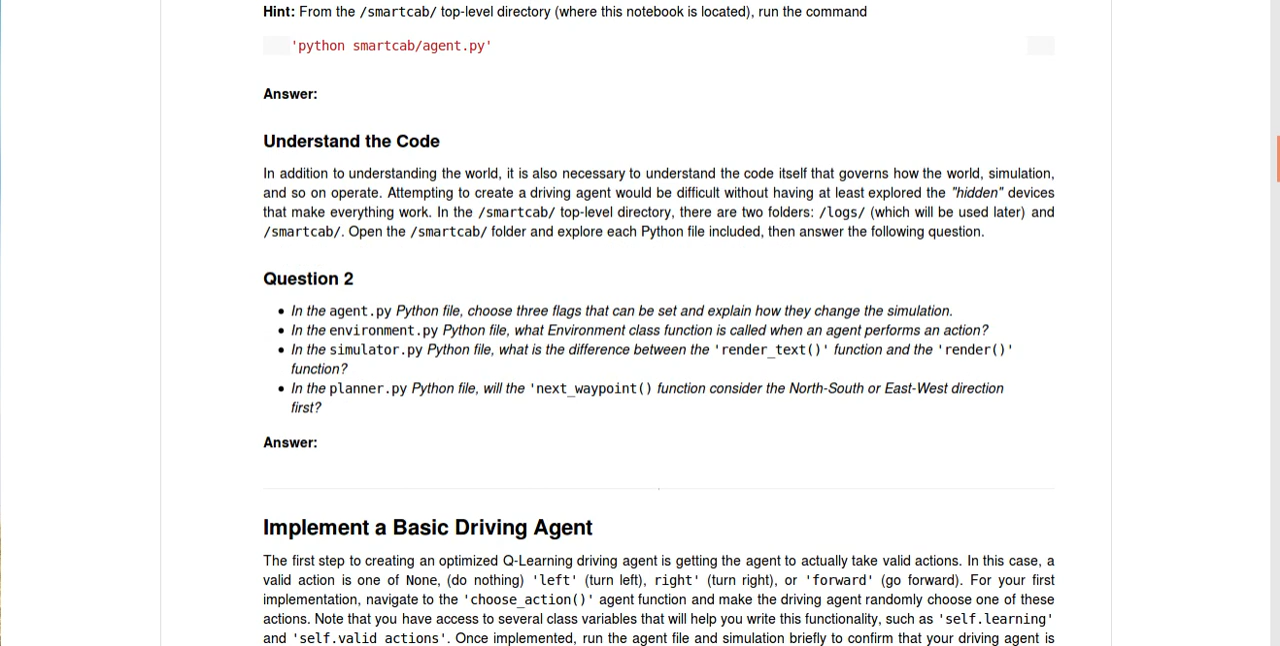 Hint: From the /smartcab/ top-level directory (where this notebook is located), run the command
'python smartcab/agent.py'
Answer:
Understand the Code
In addition to understanding the world, it is also necessary to understand the code itself that governs how the world, simulation,
and so on operate. Attempting to create a driving agent would be difficult without having at least explored the "hidden" devices
that make everything work. In the /smartcab/ top-level directory, there are two folders: /logs/ (which will be used later) and
/smartcab/. Open the /smartcab/ folder and explore each Python file included, then answer the following question.
Question 2
• In the agent.py Python file, choose three flags that can be set and explain how they change the simulation.
• In the environment.py Python file, what Environment class function is called when an agent performs an action?
• In the simulator.py Python file, what is the difference between the 'render_text()' function and the 'render()'
function?
• In the planner.py Python file, will the 'next_waypoint() function consider the North-South or East-West direction
first?
Answer:
Implement a Basic Driving Agent
The first step to creating an optimized Q-Learning driving agent is getting the agent to actually take valid actions. In this case, a
valid action is one of None, (do nothing) 'left' (turn left), right' (turn right), or 'forward' (go forward). For your first
implementation, navigate to the 'choose_action()' agent function and make the driving agent randomly choose one of these
actions. Note that you have access to several class variables that will help you write this functionality, such as 'self.learning'
and 'self.valid_actions'. Once implemented, run the agent file and simulation briefly to confirm that your driving agent is